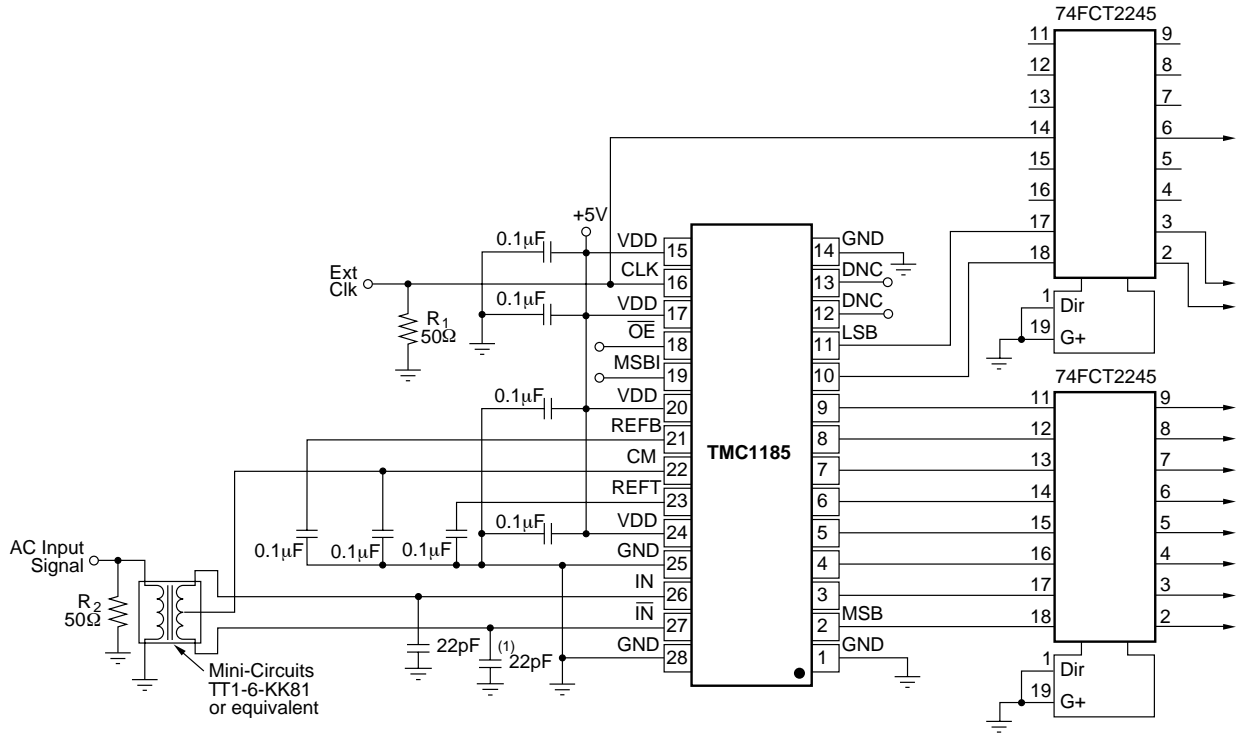 74FCT2245
11 9
12 8
13 7
14 6
15 5
16 4
17 3
18 2
1 Dir
19 G+
+5V
0.1μF VDD 15
Ext Clk CLK 16
0.1μF VDD 17
R1
50Ω
O̅E̅ 18
MSBI 19
0.1μF VDD 20
REFB 21
CM 22
REFT 23
0.1μF VDD 24
0.1μF 0.1μF 0.1μF
GND 25
IN 26
I̅N̅ 27
GND 28
TMC1185
14 GND
13 DNC
12 DNC
11 LSB
10
9
8
7
6
5
4
3
2 MSB
1 GND
AC Input
Signal
R2
50Ω
22pF
(1)
22pF
Mini-Circuits
TT1-6-KK81
or equivalent
74FCT2245
11 9
12 8
13 7
14 6
15 5
16 4
17 3
18 2
1 Dir
19 G+